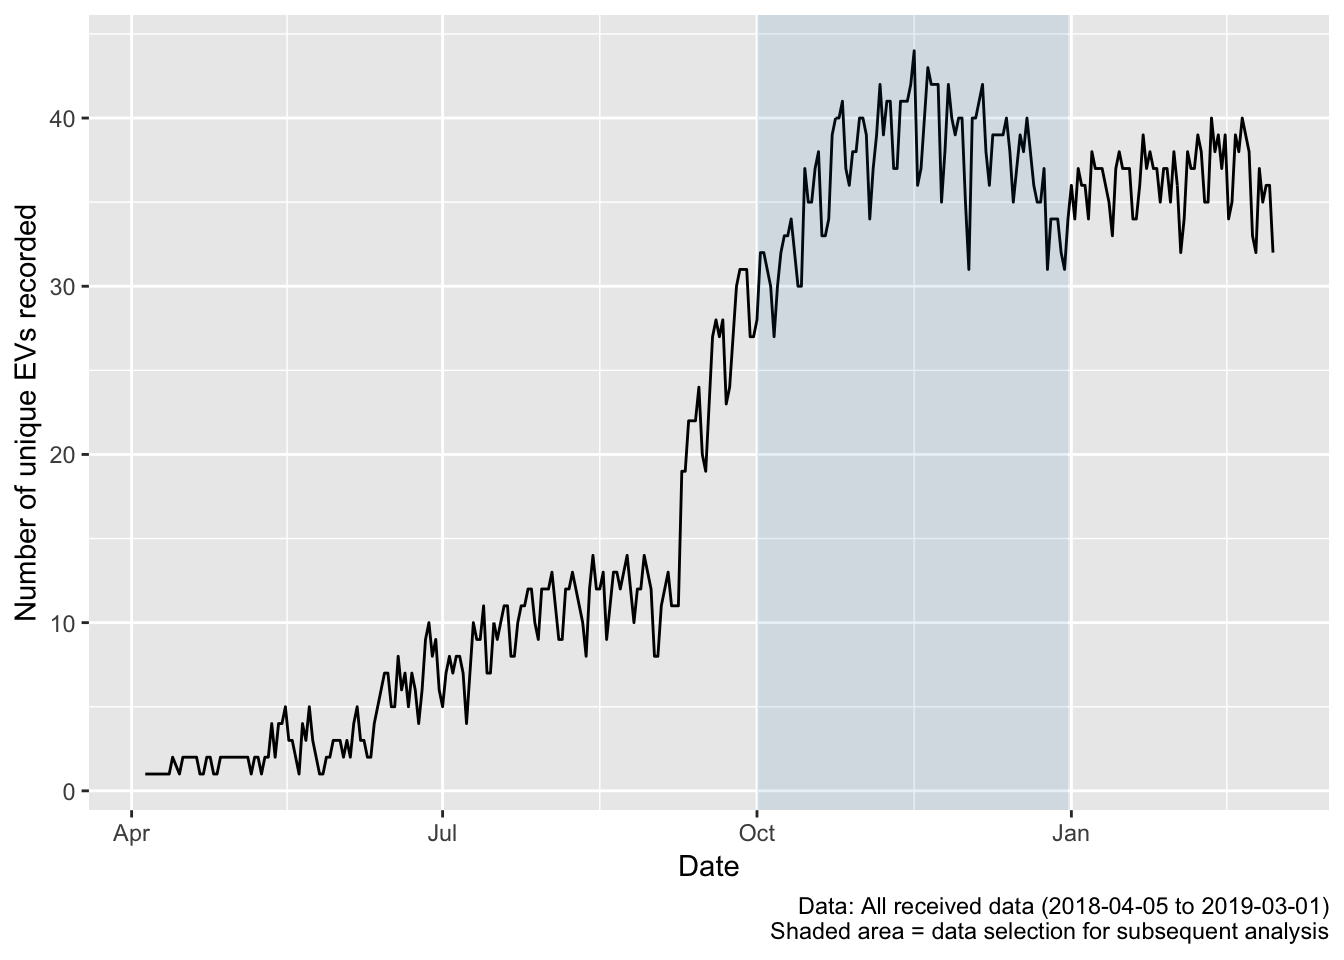 Number of unique EVs recorded
40
30
20
10
0
Apr
Jul
Oct
Jan
Date
Data: All received data (2018-04-05 to 2019-03-01)
Shaded area = data selection for subsequent analysis